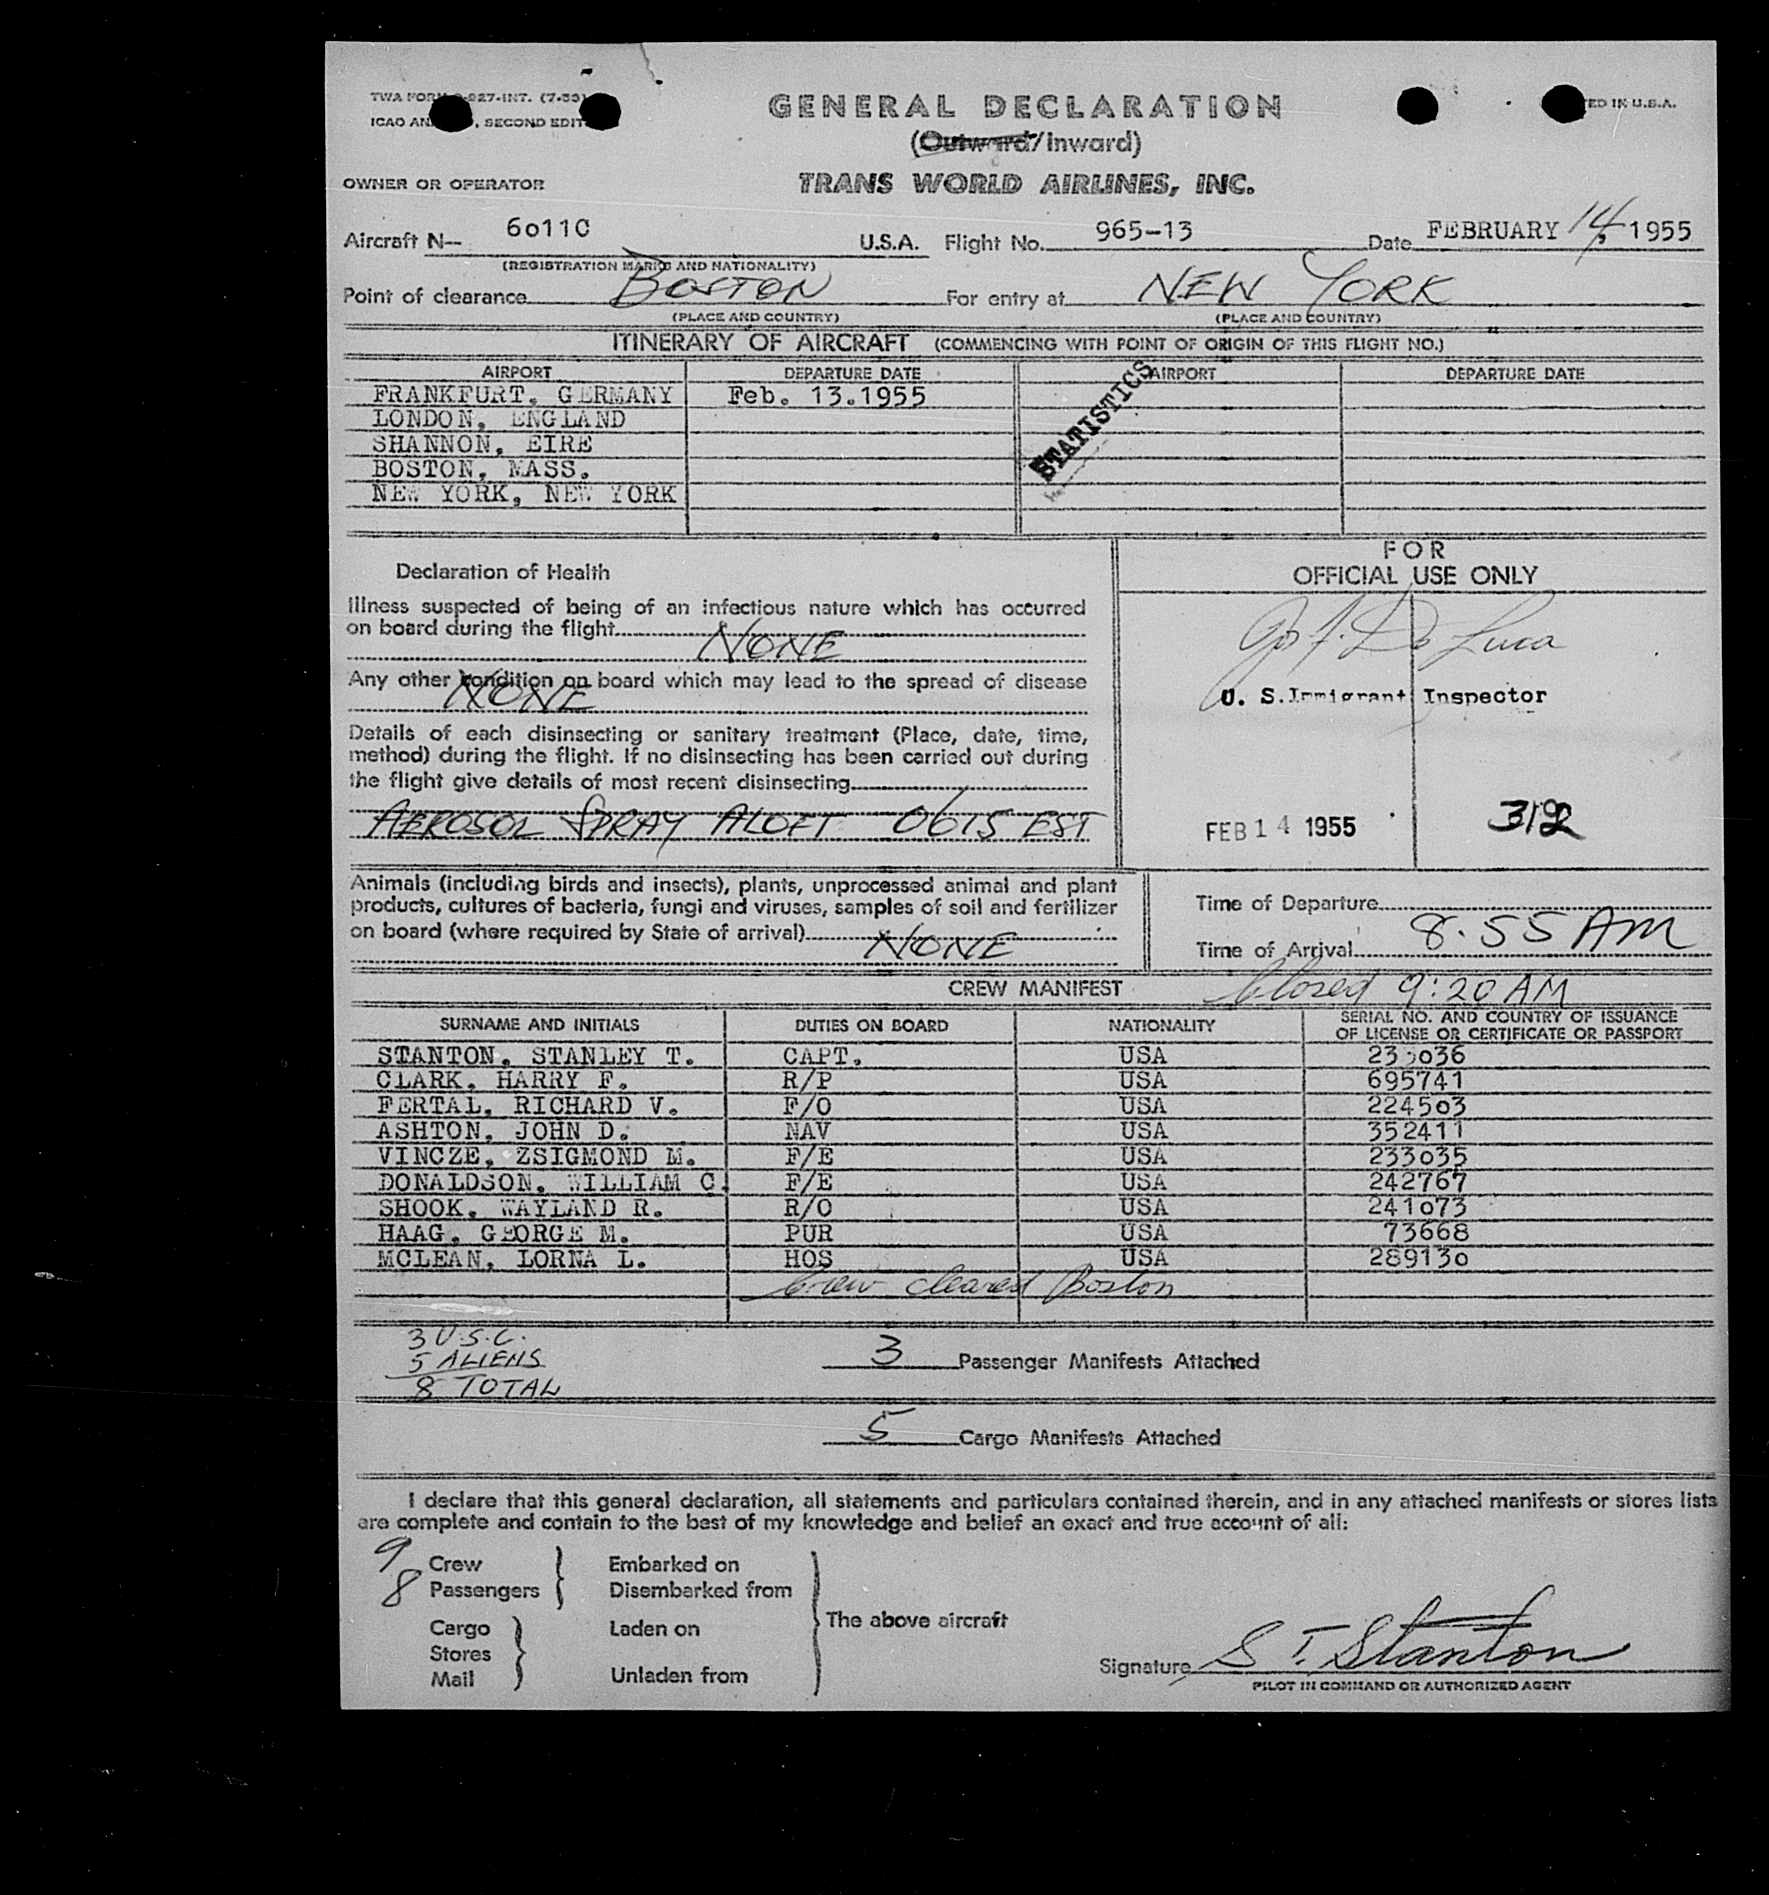 TWA FORM -927-INT. (7-53)
ICAO , SECOND EDIT
ED IN U.S.A.
GENERAL DECLARATION
(Outward/Inward)
OWNER OR OPERATOR
TRANS WORLD AIRLINES, INC.
Aircraft N— 6011C U.S.A. Flight No. 965-13 Date FEBRUARY 14, 1955
(REGISTRATION MARKS AND NATIONALITY)
Point of clearance BOSTON For entry at NEW YORK
(PLACE AND COUNTRY) (PLACE AND COUNTRY)
ITINERARY OF AIRCRAFT (COMMENCING WITH POINT OF ORIGIN OF THIS FLIGHT NO.)
AIRPORT DEPARTURE DATE AIRPORT DEPARTURE DATE
FRANKFURT, GERMANY Feb. 13.1955
LONDON, ENGLAND
SHANNON, EIRE
BOSTON, MASS.
NEW YORK, NEW YORK
STATISTICS
Declaration of Health
Illness suspected of being of an infectious nature which has occurred
on board during the flight NONE
Any other condition on board which may lead to the spread of disease
NONE
Details of each disinsecting or sanitary treatment (Place, date, time,
method) during the flight. If no disinsecting has been carried out during
the flight give details of most recent disinsecting
AEROSOL SPRAY ALOFT 0615 EST
FOR
OFFICIAL USE ONLY
De Luca
U. S. Immigrant Inspector
FEB 14 1955 312
Animals (including birds and insects), plants, unprocessed animal and plant
products, cultures of bacteria, fungi and viruses, samples of soil and fertilizer
on board (where required by State of arrival) NONE
Time of Departure
Time of Arrival 8.55 AM
closed 9:20 AM
CREW MANIFEST
SURNAME AND INITIALS DUTIES ON BOARD NATIONALITY SERIAL NO. AND COUNTRY OF ISSUANCE
OF LICENSE OR CERTIFICATE OR PASSPORT
STANTON, STANLEY T. CAPT. USA 233036
CLARK, HARRY F. R/P USA 695741
FERTAL, RICHARD V. F/O USA 224503
ASHTON, JOHN D. NAV USA 352411
VINCZE, ZSIGMOND M. F/E USA 233035
DONALDSON, WILLIAM C. F/E USA 242767
SHOOK, WAYLAND R. R/O USA 241073
HAAG, GEORGE M. PUR USA 73668
MCLEAN, LORNA L. HOS USA 289130
Crew cleared Boston
3 U.S.C.
5 ALIENS
8 TOTAL
3 Passenger Manifests Attached
5 Cargo Manifests Attached
I declare that this general declaration, all statements and particulars contained therein, and in any attached manifests or stores lists
are complete and contain to the best of my knowledge and belief an exact and true account of all:
9 Crew Embarked on
8 Passengers Disembarked from
The above aircraft
Cargo Laden on
Stores
Mail Unladen from
Signature S. T. Stanton
PILOT IN COMMAND OR AUTHORIZED AGENT